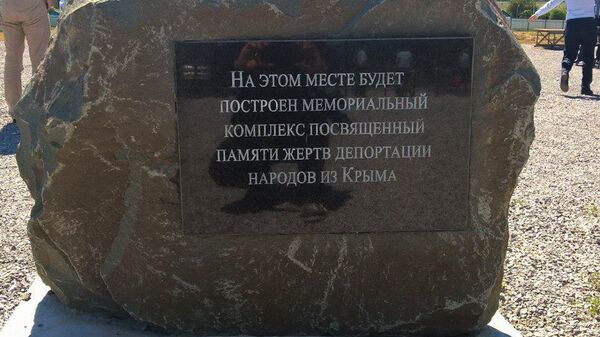 На этом месте будет
построен мемориальный
комплекс посвященный
памяти жертв депортации
народов из Крыма